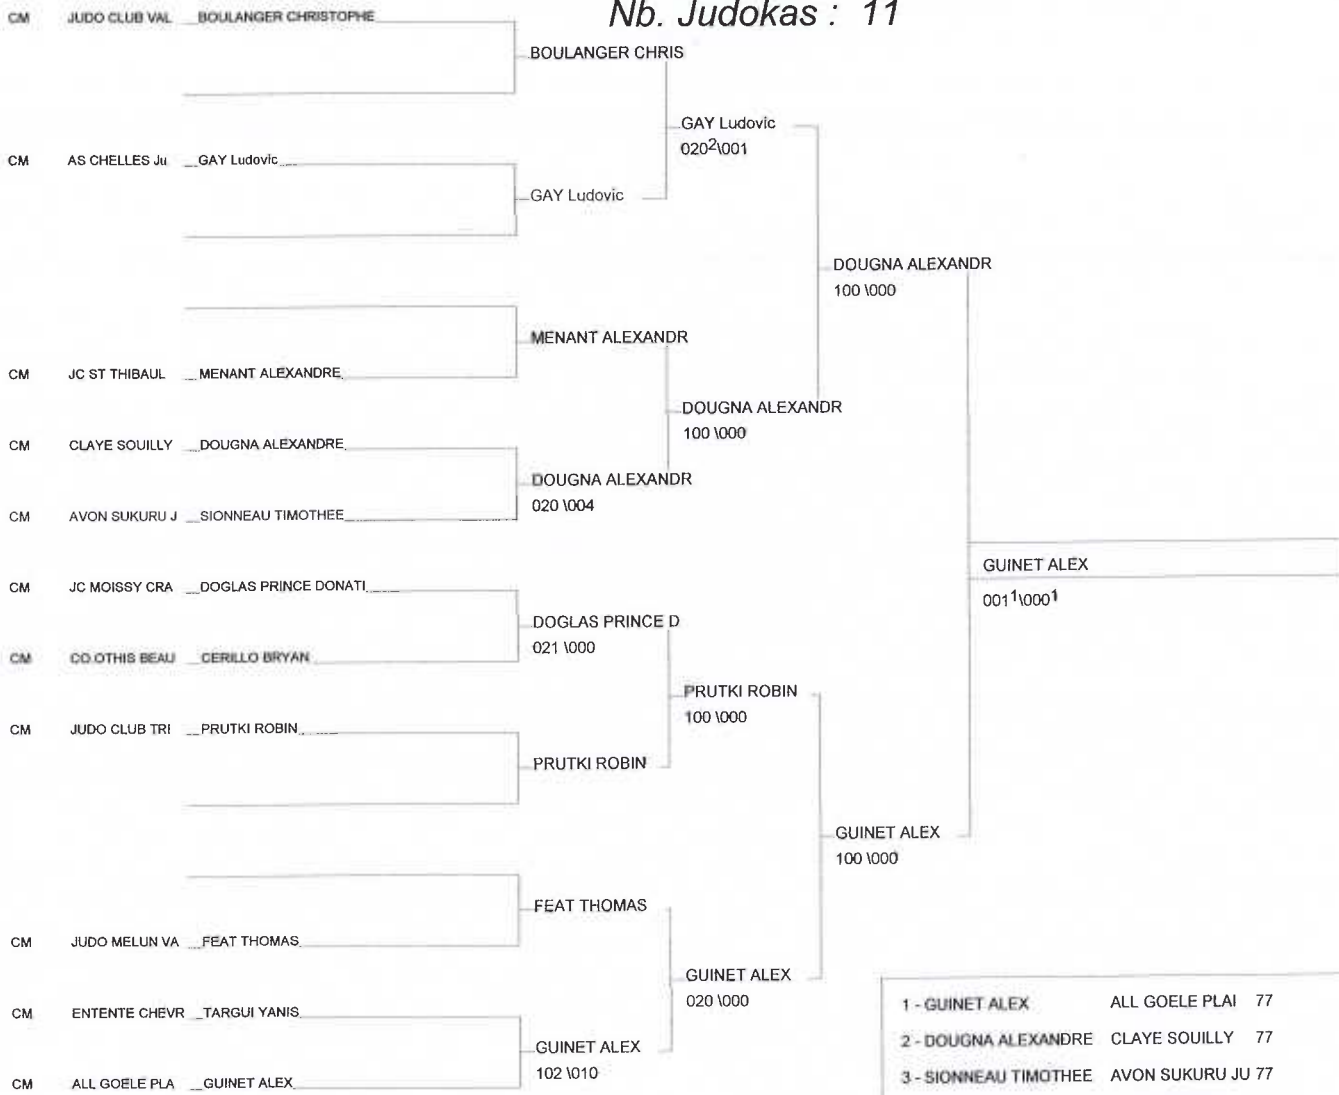 Nb. Judokas : 11
CM JUDO CLUB VAL BOULANGER CHRISTOPHE
BOULANGER CHRIS
GAY Ludovic
020²\001
CM AS CHELLES Ju GAY Ludovic
GAY Ludovic
DOUGNA ALEXANDR
100 \000
MENANT ALEXANDR
CM JC ST THIBAUL MENANT ALEXANDRE
DOUGNA ALEXANDR
100 \000
CM CLAYE SOUILLY DOUGNA ALEXANDRE
DOUGNA ALEXANDR
020 \004
CM AVON SUKURU J SIONNEAU TIMOTHEE
GUINET ALEX
001¹\000¹
CM JC MOISSY CRA DOGLAS PRINCE DONATI
DOGLAS PRINCE D
021 \000
CM CO.OTHIS BEAU CERILLO BRYAN
PRUTKI ROBIN
100 \000
CM JUDO CLUB TRI PRUTKI ROBIN
PRUTKI ROBIN
GUINET ALEX
100 \000
FEAT THOMAS
CM JUDO MELUN VA FEAT THOMAS
GUINET ALEX
020 \000
CM ENTENTE CHEVR TARGUI YANIS
GUINET ALEX
102 \010
CM ALL GOELE PLA GUINET ALEX
1 - GUINET ALEX ALL GOELE PLAI 77
2 - DOUGNA ALEXANDRE CLAYE SOUILLY 77
3 - SIONNEAU TIMOTHEE AVON SUKURU JU 77